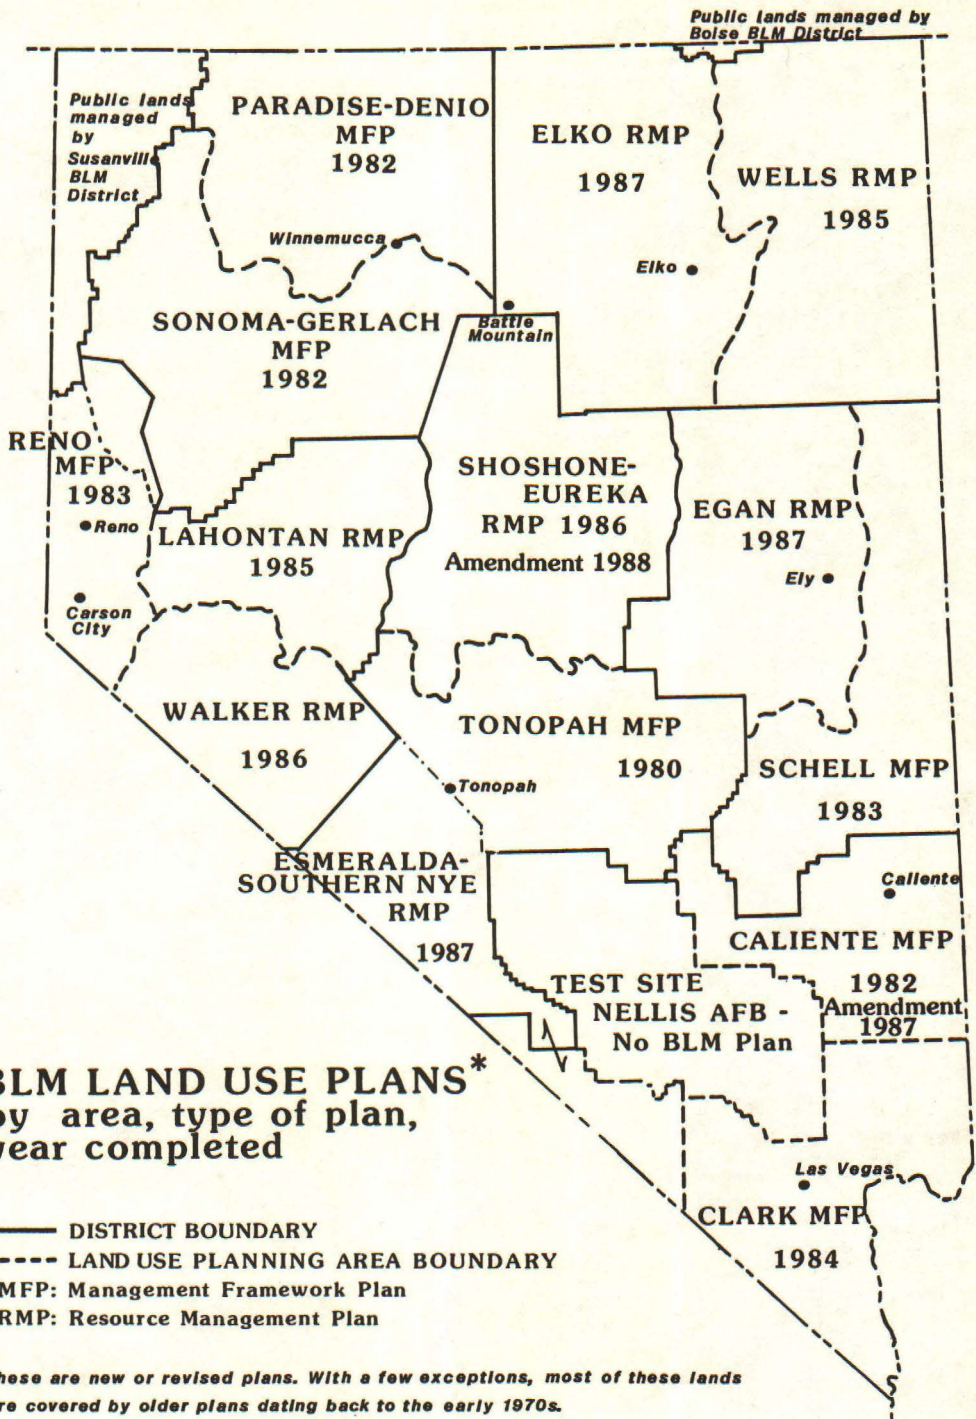 Public lands managed by
Boise BLM District
Public lands
managed
by
Susanville
BLM
District
PARADISE-DENIO
MFP
1982
ELKO RMP
1987
WELLS RMP
1985
Winnemucca
Elko
Battle
Mountain
SONOMA-GERLACH
MFP
1982
RENO
MFP
1983
Reno
Carson
City
LAHONTAN RMP
1985
SHOSHONE-
EUREKA
RMP 1986
Amendment 1988
EGAN RMP
1987
Ely
WALKER RMP
1986
TONOPAH MFP
1980
Tonopah
SCHELL MFP
1983
ESMERALDA-
SOUTHERN NYE
RMP
1987
Caliente
CALIENTE MFP
1982
Amendment
1987
TEST SITE
NELLIS AFB -
No BLM Plan
Las Vegas
CLARK MFP
1984
BLM LAND USE PLANS*
by area, type of plan,
year completed
DISTRICT BOUNDARY
LAND USE PLANNING AREA BOUNDARY
MFP: Management Framework Plan
RMP: Resource Management Plan
hese are new or revised plans. With a few exceptions, most of these lands
re covered by older plans dating back to the early 1970s.